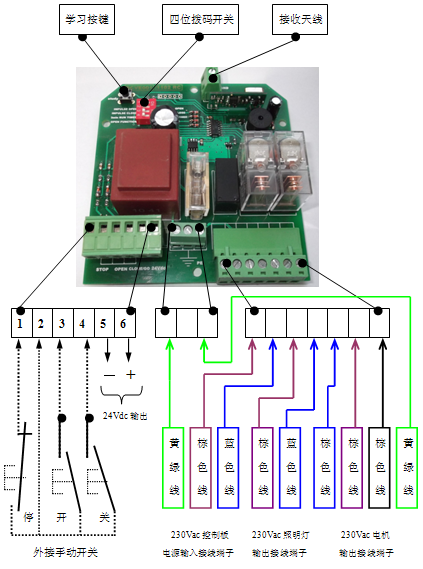 学习按键
四位拨码开关
接收天线
STOP OPEN CLOSING
1 2 3 4 5 6
— +
24Vdc 输出
停 开 关
外接手动开关
黄绿线
棕色线
蓝色线
棕色线
蓝色线
棕色线
棕色线
棕色线
黄绿线
230Vac 控制板
电源输入接线端子
230Vac 照明灯
输出接线端子
230Vac 电机
输出接线端子